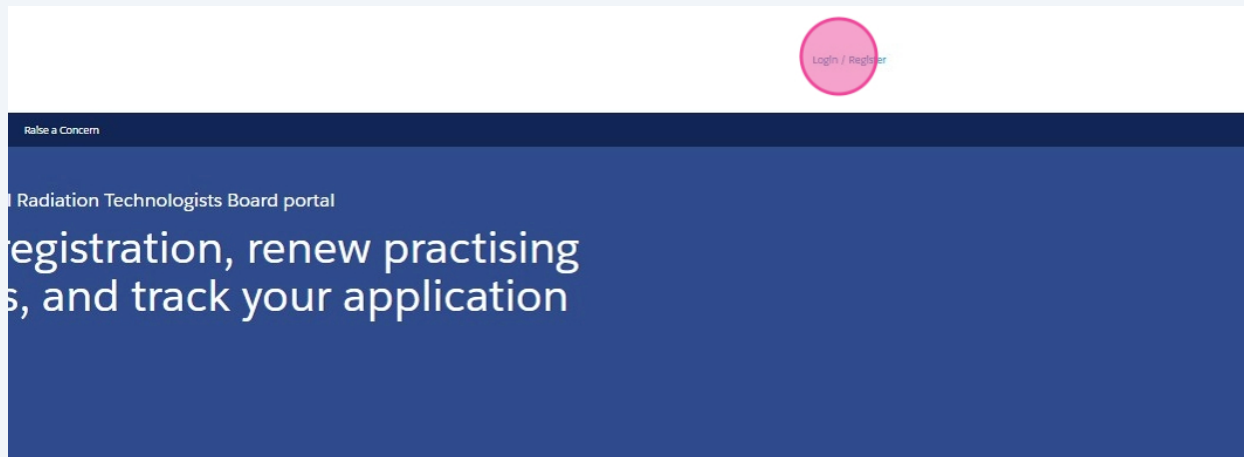 Login / Register
Raise a Concern
l Radiation Technologists Board portal
egistration, renew practising
s, and track your application